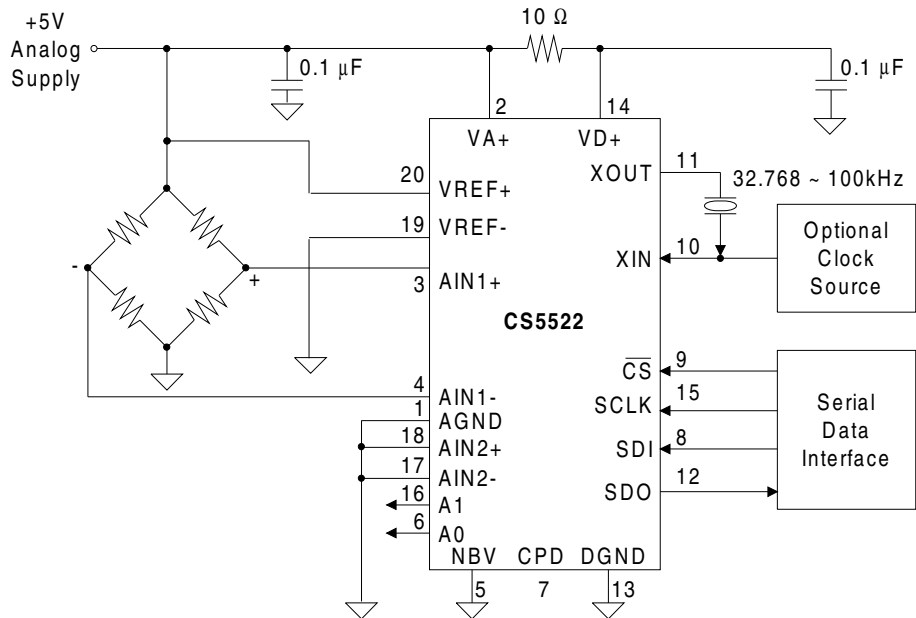 +5V
Analog
Supply
10 Ω
0.1 µF
0.1 µF
2
14
VA+
VD+
20
VREF+
19
VREF-
3
AIN1+
CS5522
XOUT
11
32.768 ~ 100kHz
XIN
10
Optional
Clock
Source
-
+
4
AIN1-
1
AGND
18
AIN2+
17
AIN2-
16
A1
6
A0
CS
9
SCLK
15
SDI
8
SDO
12
Serial
Data
Interface
NBV
CPD
DGND
5
7
13